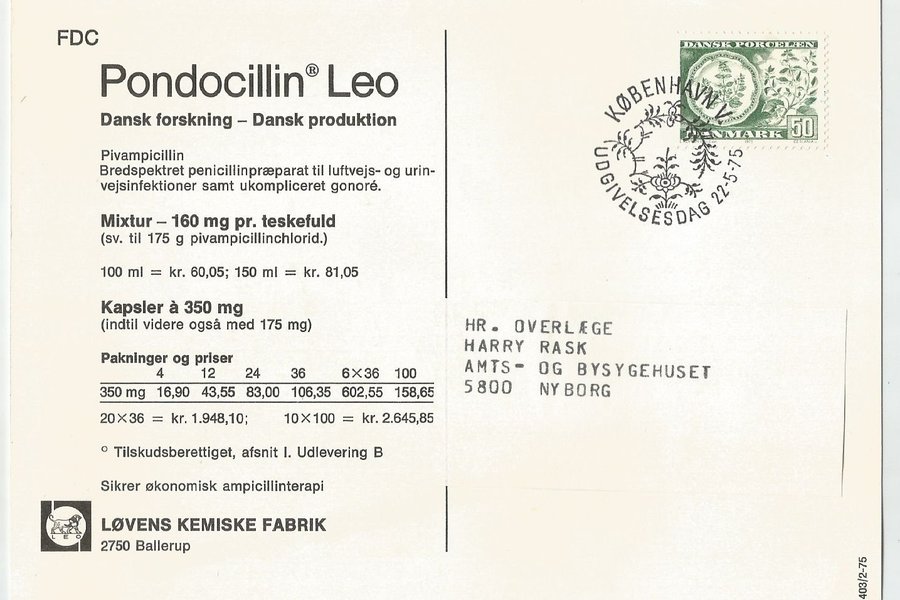 FDC
Pondocillin® Leo
Dansk forskning – Dansk produktion
Pivampicillin
Bredspektret penicillinpræparat til luftvejs- og urin-
vejsinfektioner samt ukompliceret gonoré.
Mixtur – 160 mg pr. teskefuld
(sv. til 175 g pivampicillinchlorid.)
100 ml = kr. 60,05; 150 ml = kr. 81,05
Kapsler à 350 mg
(indtil videre også med 175 mg)
Pakninger og priser
4 12 24 36 6×36 100
350 mg 16,90 43,55 83,00 106,35 602,55 158,65
20×36 = kr. 1.948,10; 10×100 = kr. 2.645,85
º Tilskudsberettiget, afsnit I. Udlevering B
Sikrer økonomisk ampicillinterapi
LEO
LØVENS KEMISKE FABRIK
2750 Ballerup
DANSK PORCELÆN
DANMARK 50
KØBENHAVN V.
UDGIVELSESDAG 22-5-75
HR. OVERLÆGE
HARRY RASK
AMTS- OG BYSYGEHUSET
5800 NYBORG
403/2-75